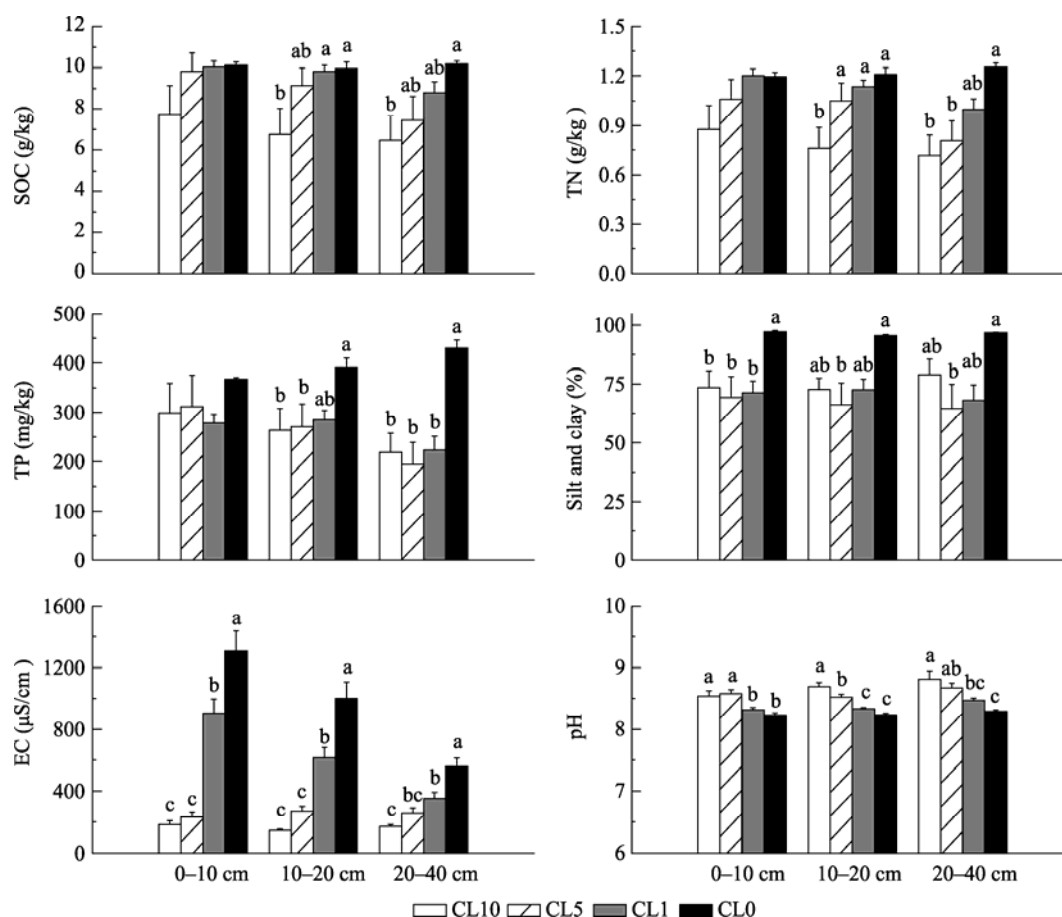 12
10
8
6
4
2
0
SOC (g/kg)
b ab a a
b ab ab a
1.5
1.2
0.9
0.6
0.3
0.0
TN (g/kg )
b a a a
b b ab a
500
400
300
200
100
0
TP (mg/kg)
b b ab a
b b b a
100
75
50
25
0
Silt and clay (%)
b b b a
ab b ab a
ab b ab a
1600
1200
800
400
0
EC (μS/cm )
c c b a
c c b a
c bc b a
0–10 cm 10–20 cm 20–40 cm
10
9
8
7
6
pH
a a b b
a b c c
a ab bc c
0–10 cm 10–20 cm 20–40 cm
CL10 CL5 CL1 CL0